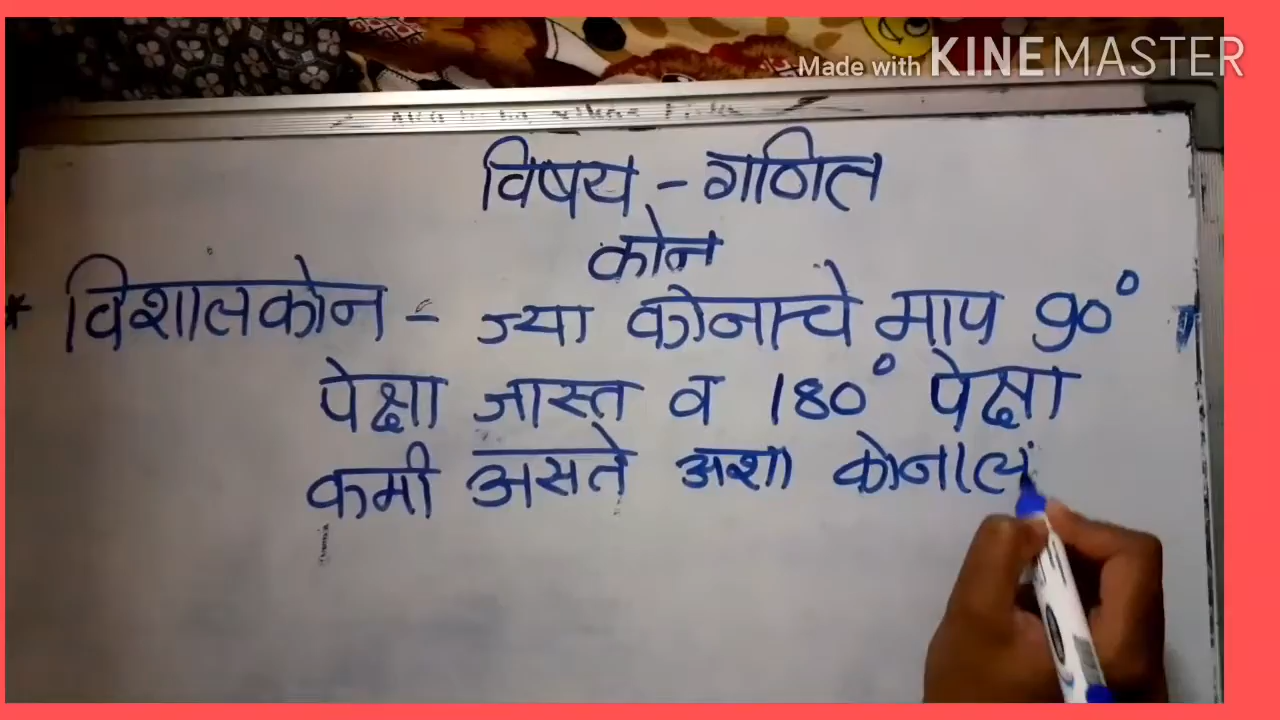 Made with KINEMASTER
विषय - गणित
कोन
* विशालकोन - ज्या कोनाचे माप 90°
पेक्षा जास्त व 180° पेक्षा
कमी असते अशा कोनाल